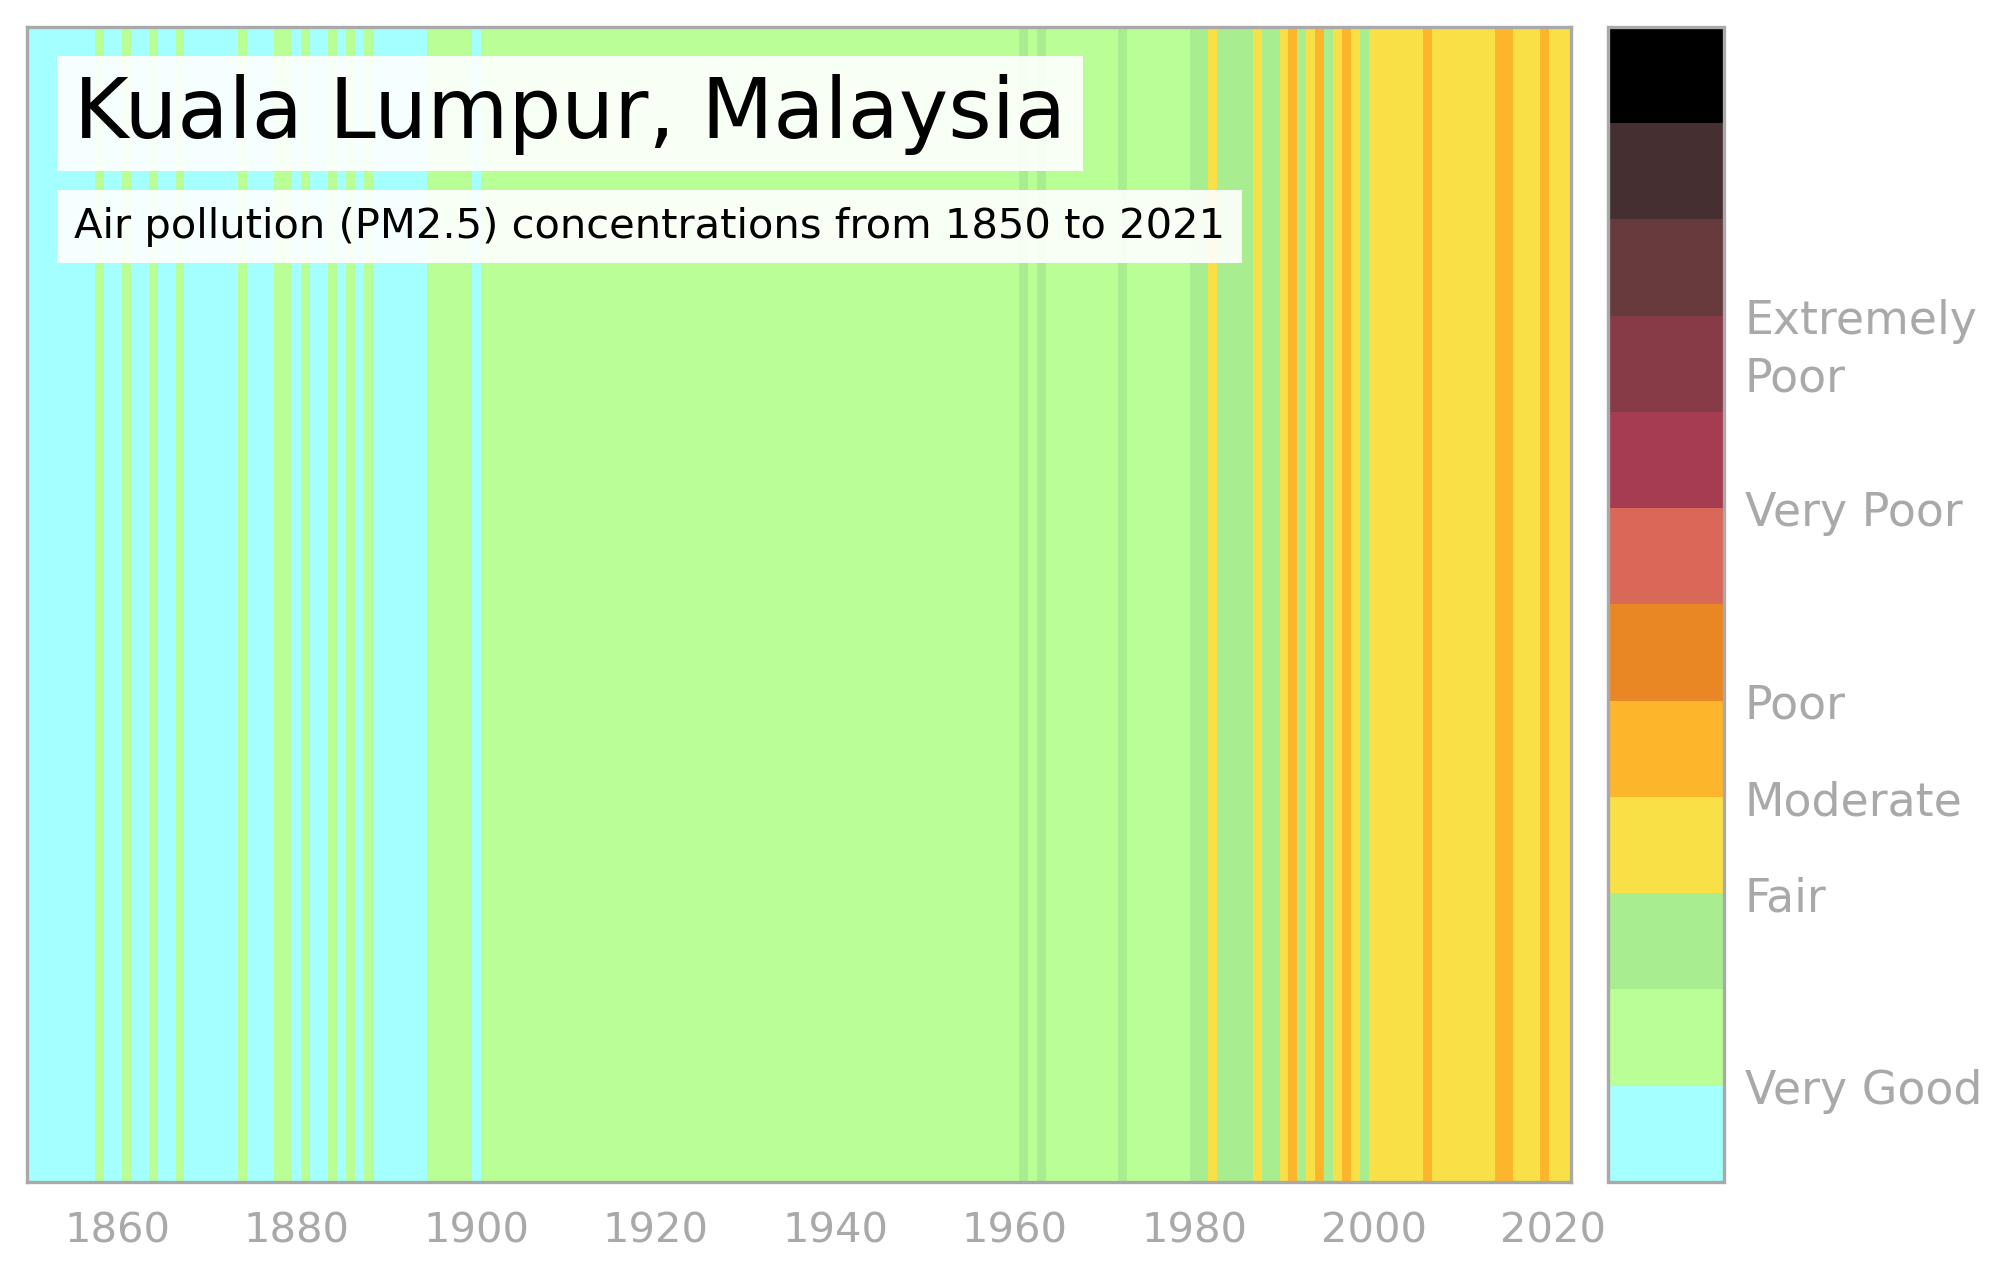 Kuala Lumpur, Malaysia
Air pollution (PM2.5) concentrations from 1850 to 2021
Extremely
Poor
Very Poor
Poor
Moderate
Fair
Very Good
1860 1880 1900 1920 1940 1960 1980 2000 2020